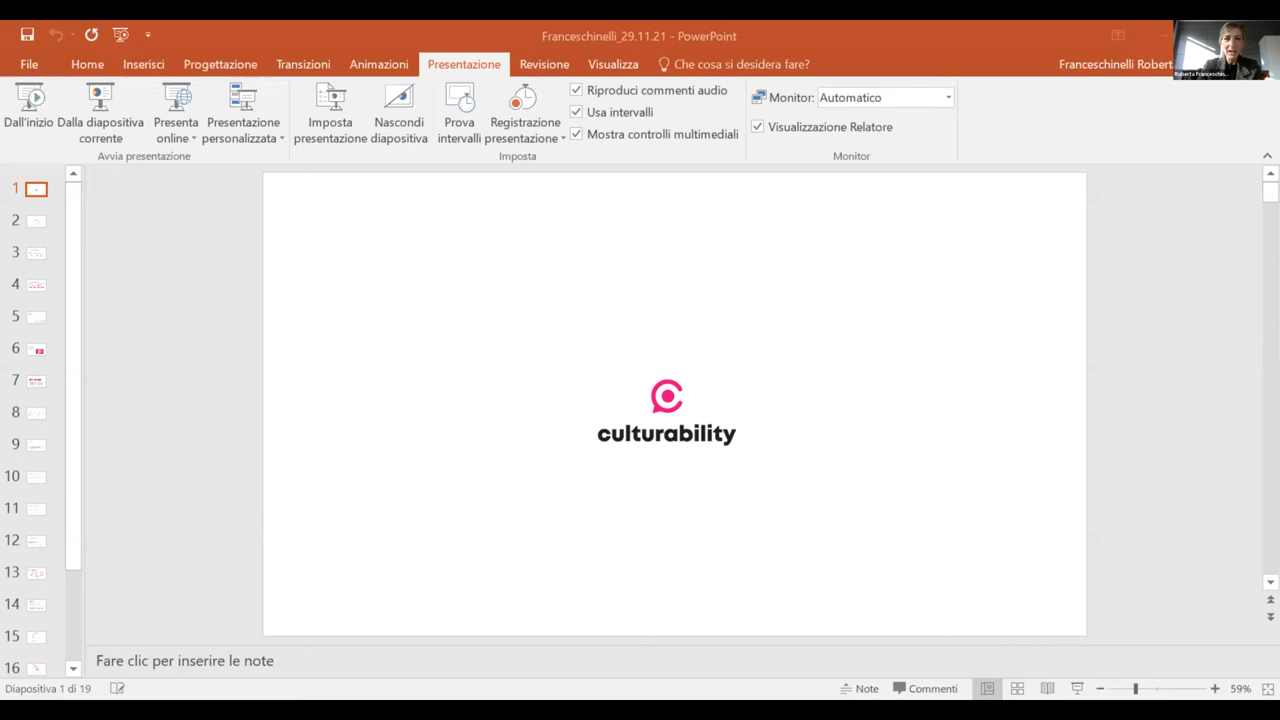 Franceschinelli_29.11.21 - PowerPoint
File Home Inserisci Progettazione Transizioni Animazioni Presentazione Revisione Visualizza Che cosa si desidera fare? Franceschinelli Robert
Roberta Franceschin...
Dall'inizio
Dalla diapositiva
corrente
Presenta
online
Presentazione
personalizzata
Avvia presentazione
Imposta
presentazione
Nascondi
diapositiva
Prova
intervalli
Registrazione
presentazione
Riproduci commenti audio
Usa intervalli
Mostra controlli multimediali
Imposta
Monitor: Automatico
Visualizzazione Relatore
Monitor
1
2
3
4
5
6
7
8
9
10
11
12
13
14
15
16
culturability
Fare clic per inserire le note
Diapositiva 1 di 19 Note Commenti 59%